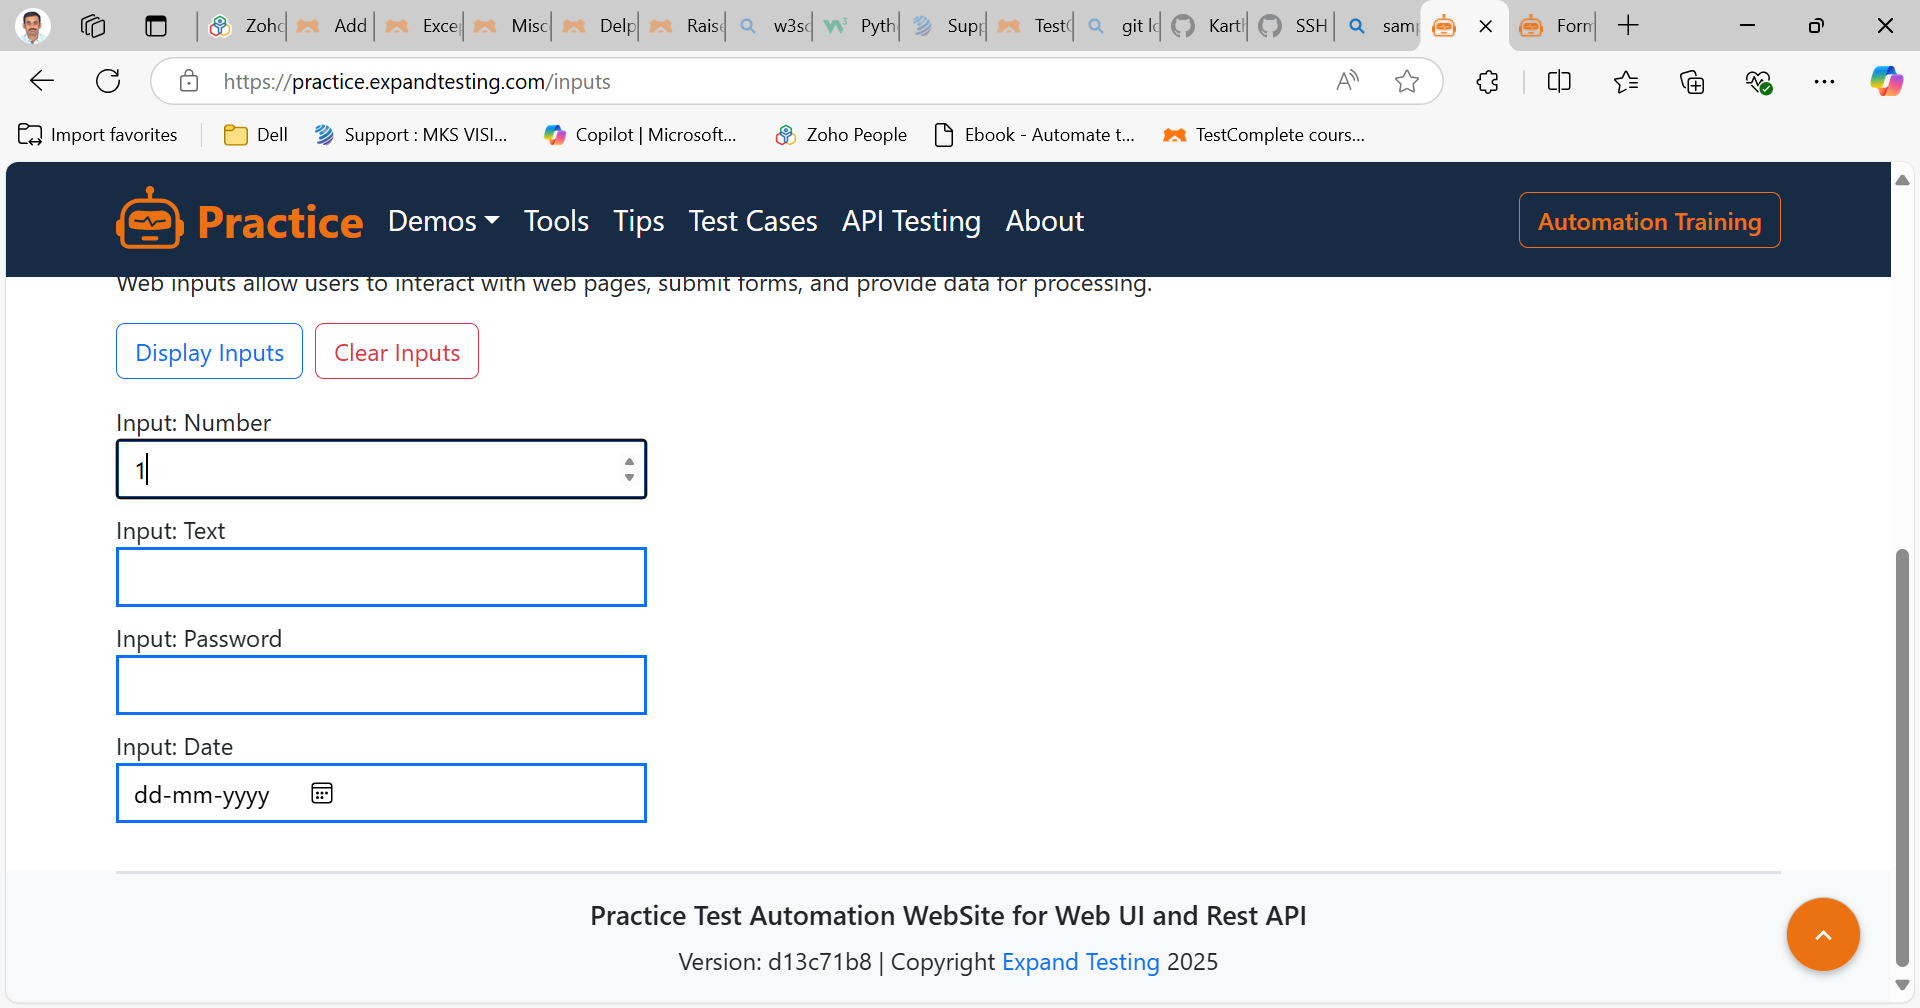 Zoho
Add
Excep
Misc
Delp
Raise
w3sc
Pyth
Supp
Test
git lo
Karth
SSH
sam
Form
https://practice.expandtesting.com/inputs
Import favorites
Dell
Support : MKS VISI...
Copilot | Microsoft...
Zoho People
Ebook - Automate t...
TestComplete cours...
Practice
Demos
Tools
Tips
Test Cases
API Testing
About
Automation Training
Web inputs allow users to interact with web pages, submit forms, and provide data for processing.
Display Inputs
Clear Inputs
Input: Number
1
Input: Text
Input: Password
Input: Date
dd-mm-yyyy
Practice Test Automation WebSite for Web UI and Rest API
Version: d13c71b8 | Copyright Expand Testing 2025